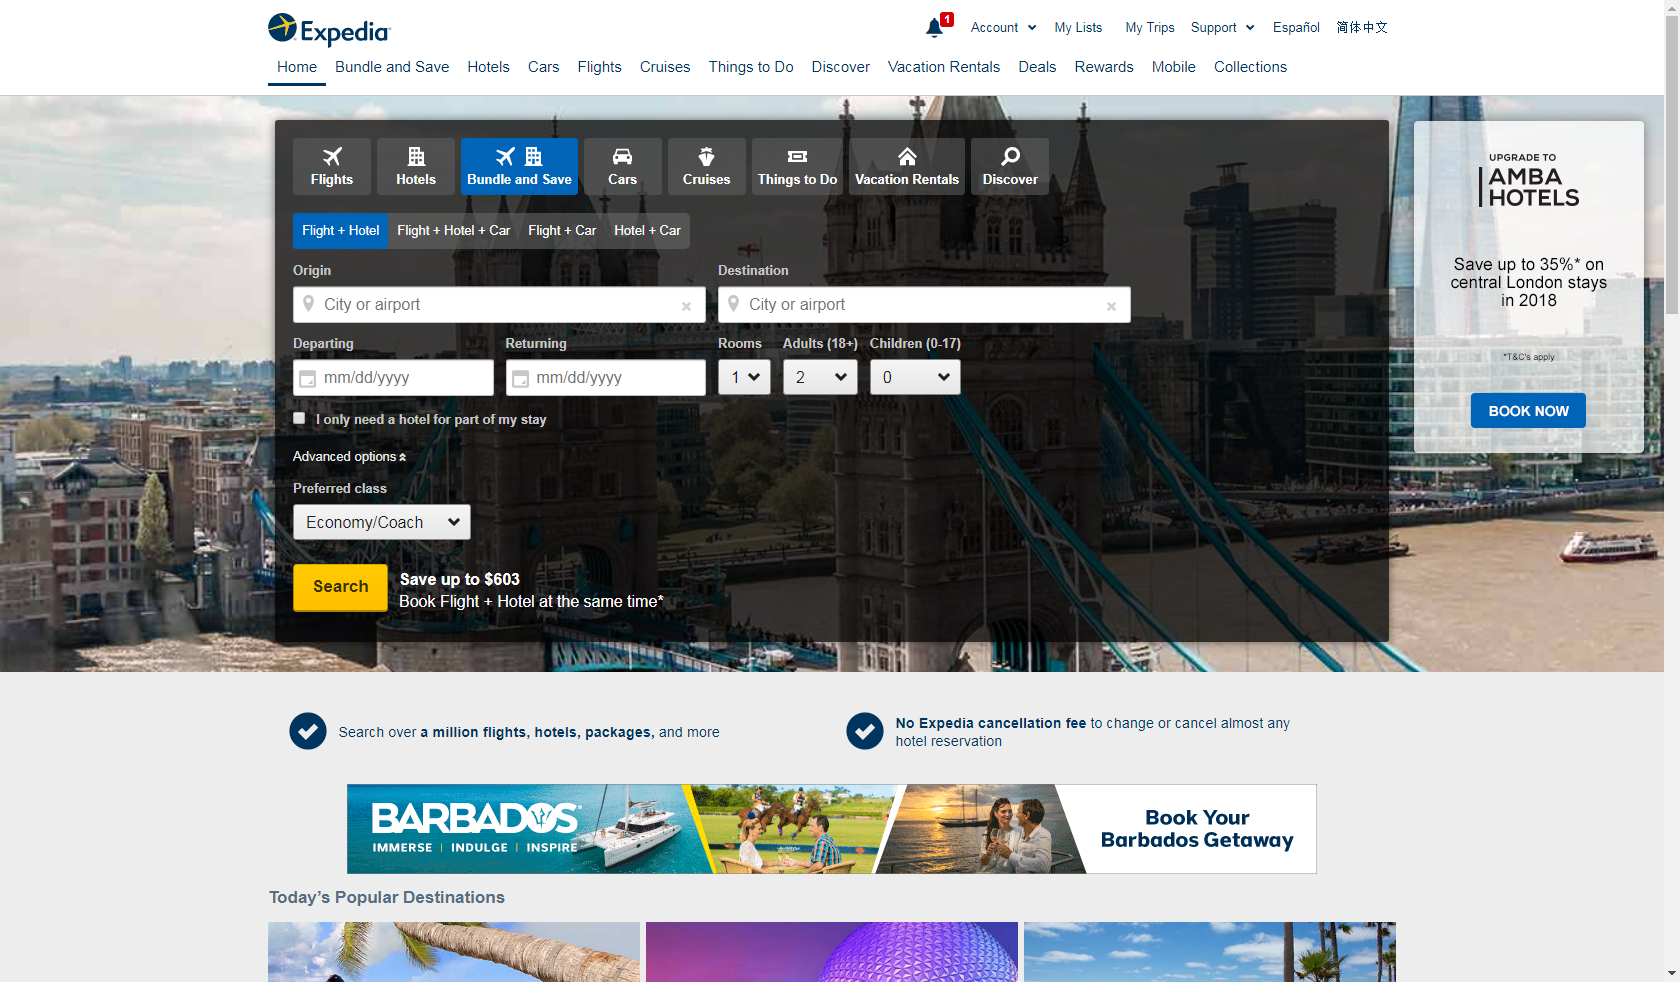 Expedia
1
Account
My Lists
My Trips
Support
Español
简体中文
Home
Bundle and Save
Hotels
Cars
Flights
Cruises
Things to Do
Discover
Vacation Rentals
Deals
Rewards
Mobile
Collections
Flights
Hotels
Bundle and Save
Cars
Cruises
Things to Do
Vacation Rentals
Discover
Flight + Hotel
Flight + Hotel + Car
Flight + Car
Hotel + Car
Origin
Destination
City or airport
City or airport
Departing
Returning
Rooms
Adults (18+)
Children (0-17)
mm/dd/yyyy
mm/dd/yyyy
1
2
0
I only need a hotel for part of my stay
Advanced options
Preferred class
Economy/Coach
Search
Save up to $603
Book Flight + Hotel at the same time*
UPGRADE TO
AMBA
HOTELS
Save up to 35%* on
central London stays
in 2018
*T&C's apply
BOOK NOW
Search over a million flights, hotels, packages, and more
No Expedia cancellation fee to change or cancel almost any
hotel reservation
BARBADOS
IMMERSE | INDULGE | INSPIRE
Book Your
Barbados Getaway
Today's Popular Destinations